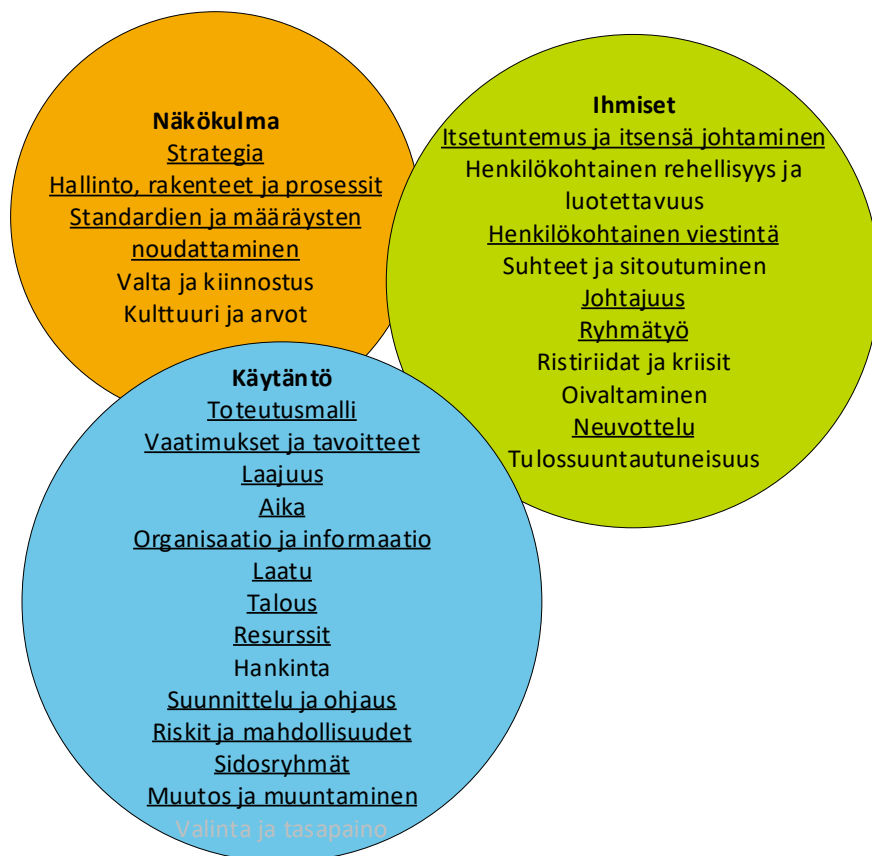 Näkökulma
Strategia
Hallinto, rakenteet ja prosessit
Standardien ja määräysten
noudattaminen
Valta ja kiinnostus
Kulttuuri ja arvot
Ihmiset
Itsetuntemus ja itsensä johtaminen
Henkilökohtainen rehellisyys ja
luotettavuus
Henkilökohtainen viestintä
Suhteet ja sitoutuminen
Johtajuus
Ryhmätyö
Ristiriidat ja kriisit
Oivaltaminen
Neuvottelu
Tulossuuntautuneisuus
Käytäntö
Toteutusmalli
Vaatimukset ja tavoitteet
Laajuus
Aika
Organisaatio ja informaatio
Laatu
Talous
Resurssit
Hankinta
Suunnittelu ja ohjaus
Riskit ja mahdollisuudet
Sidosryhmät
Muutos ja muuntaminen
Valinta ja tasapaino